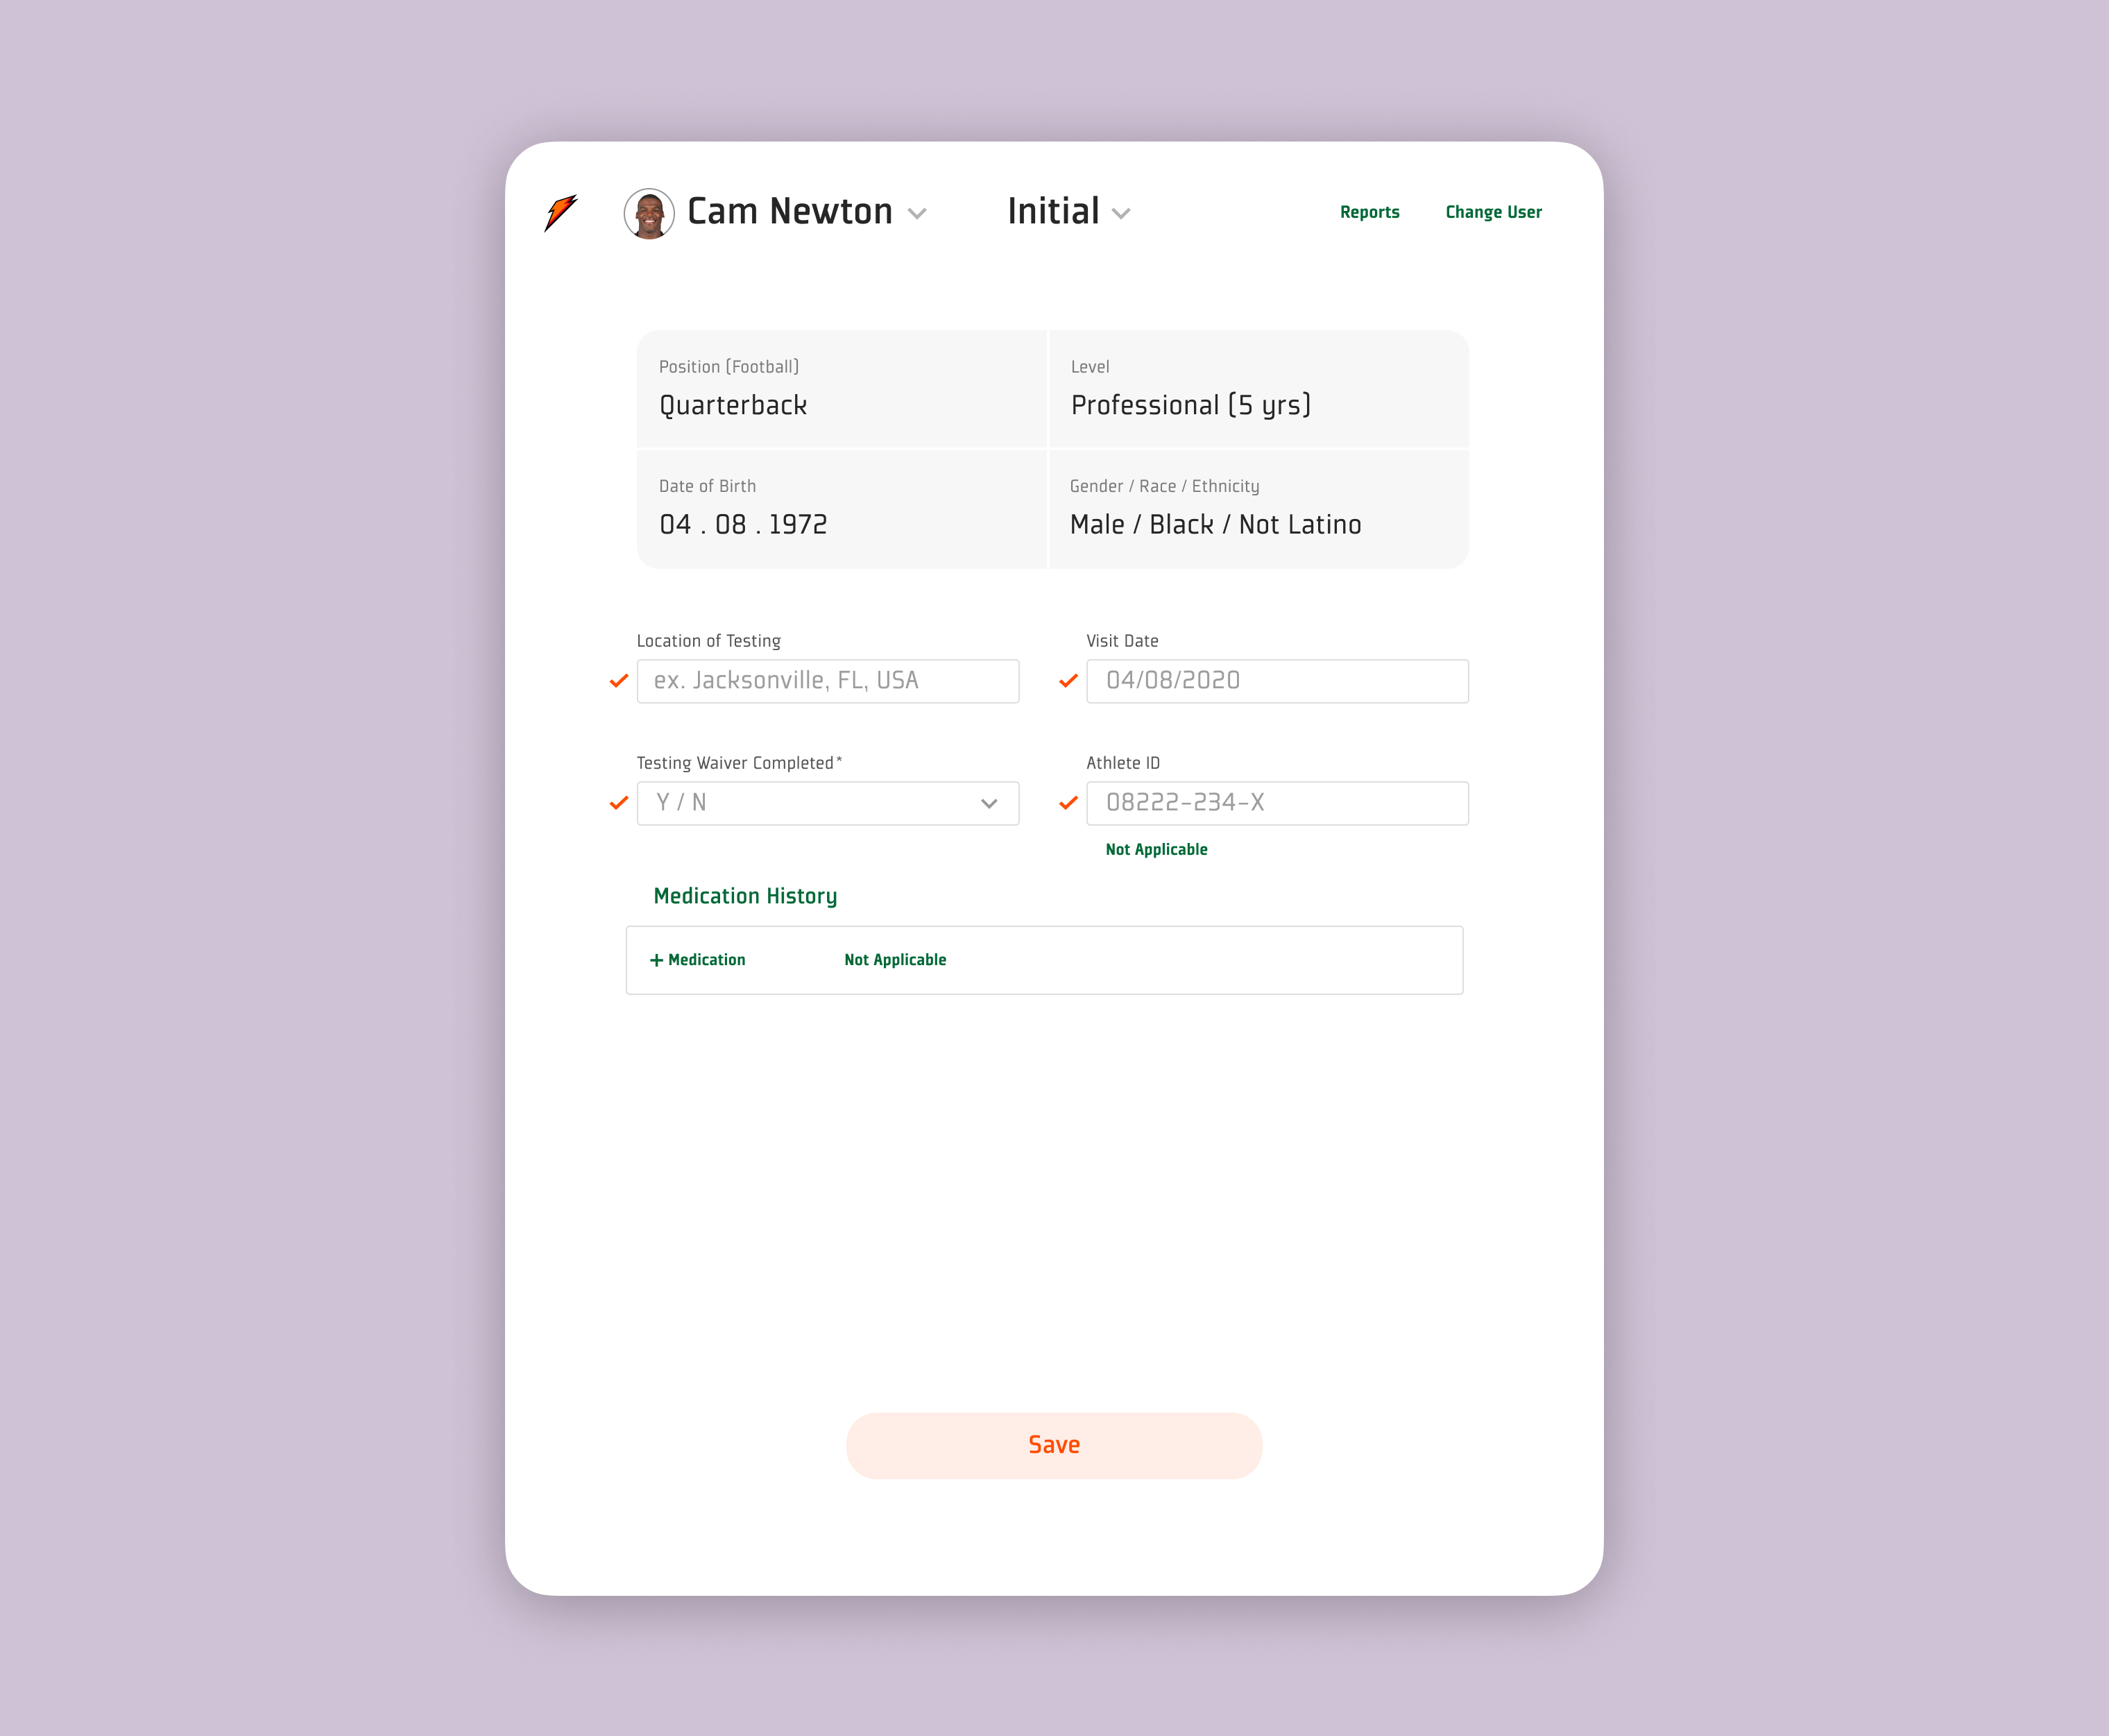 Cam Newton
Initial
Reports
Change User
Position (Football)
Quarterback
Level
Professional (5 yrs)
Date of Birth
04 . 08 . 1972
Gender / Race / Ethnicity
Male / Black / Not Latino
Location of Testing
ex. Jacksonville, FL, USA
Visit Date
04/08/2020
Testing Waiver Completed*
Y / N
Athlete ID
08222-234-X
Not Applicable
Medication History
+ Medication
Not Applicable
Save